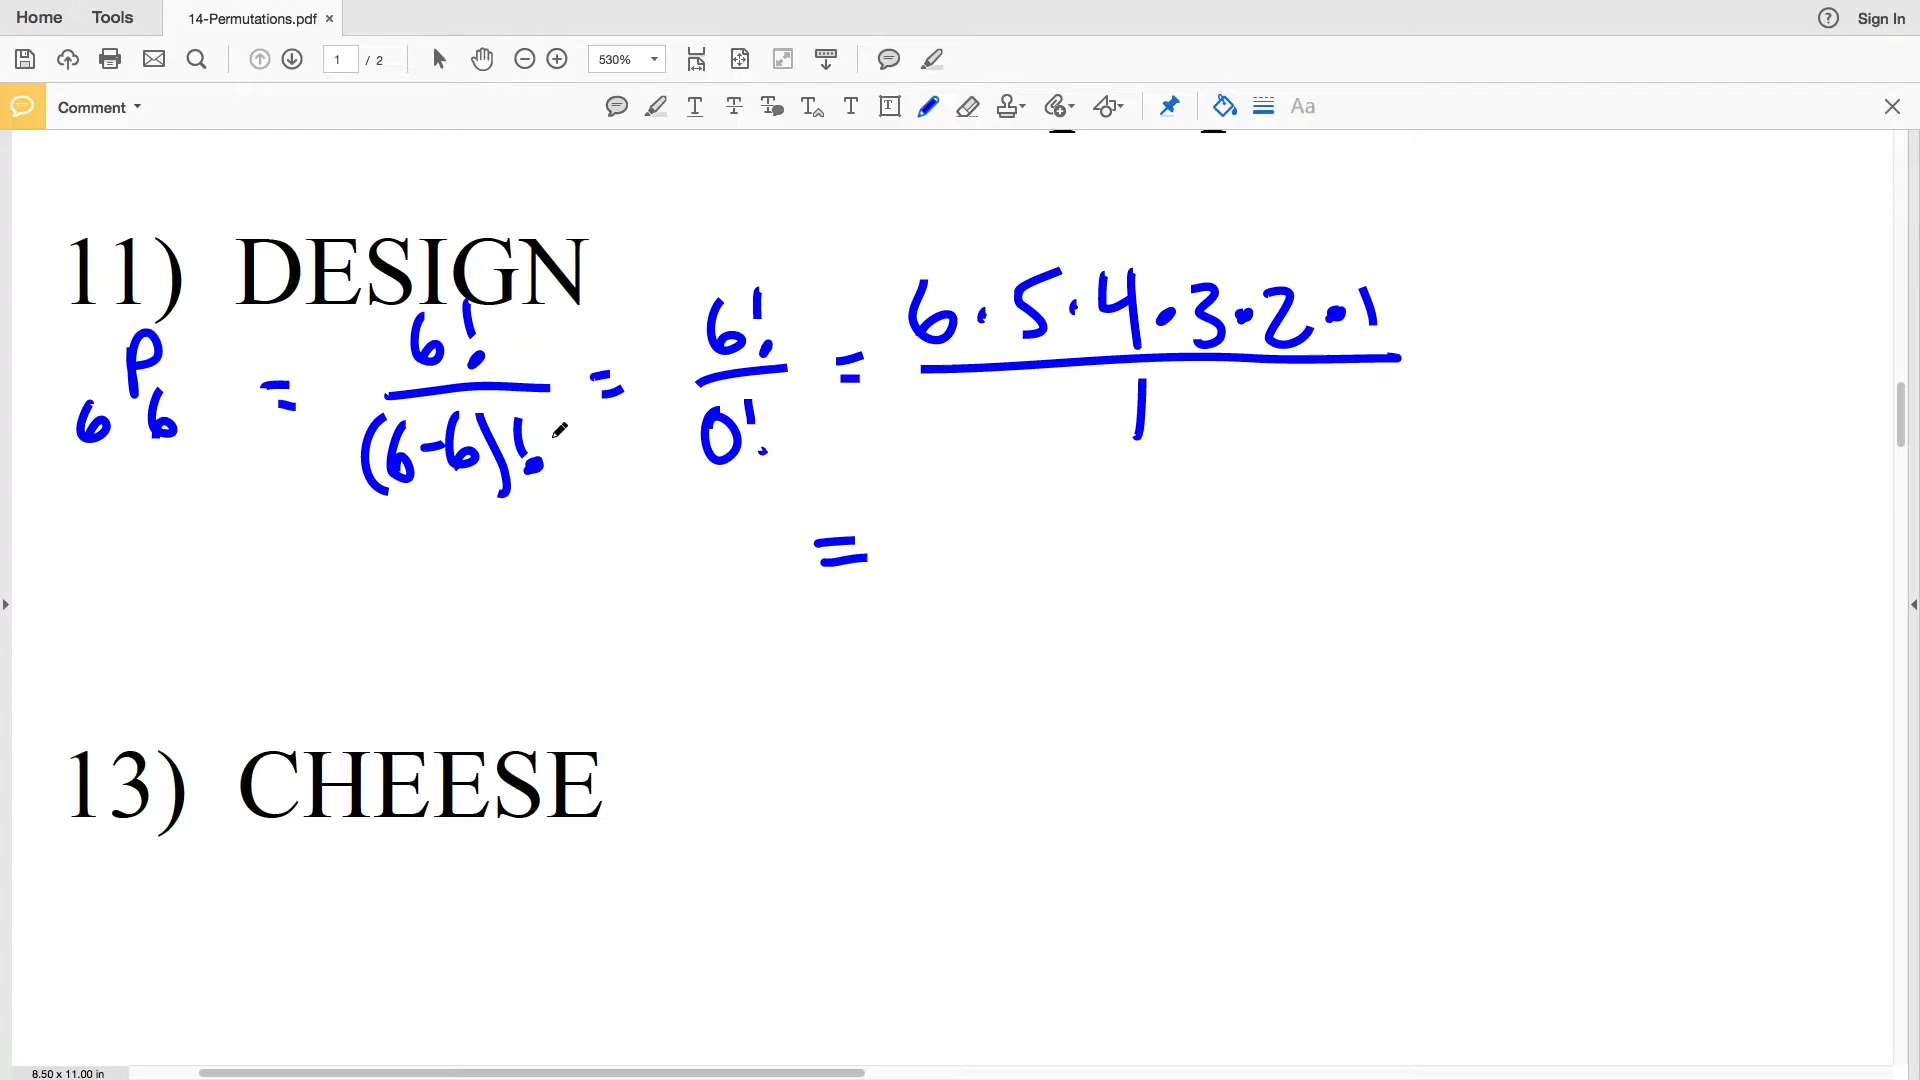 Home Tools 14-Permutations.pdf × ? Sign In
1 / 2 530%
Comment T T T T T T Aa
11) DESIGN
₆P₆ = 6!/(6-6)! = 6!/0! = 6·5·4·3·2·1/1
=
13) CHEESE
8.50 x 11.00 in